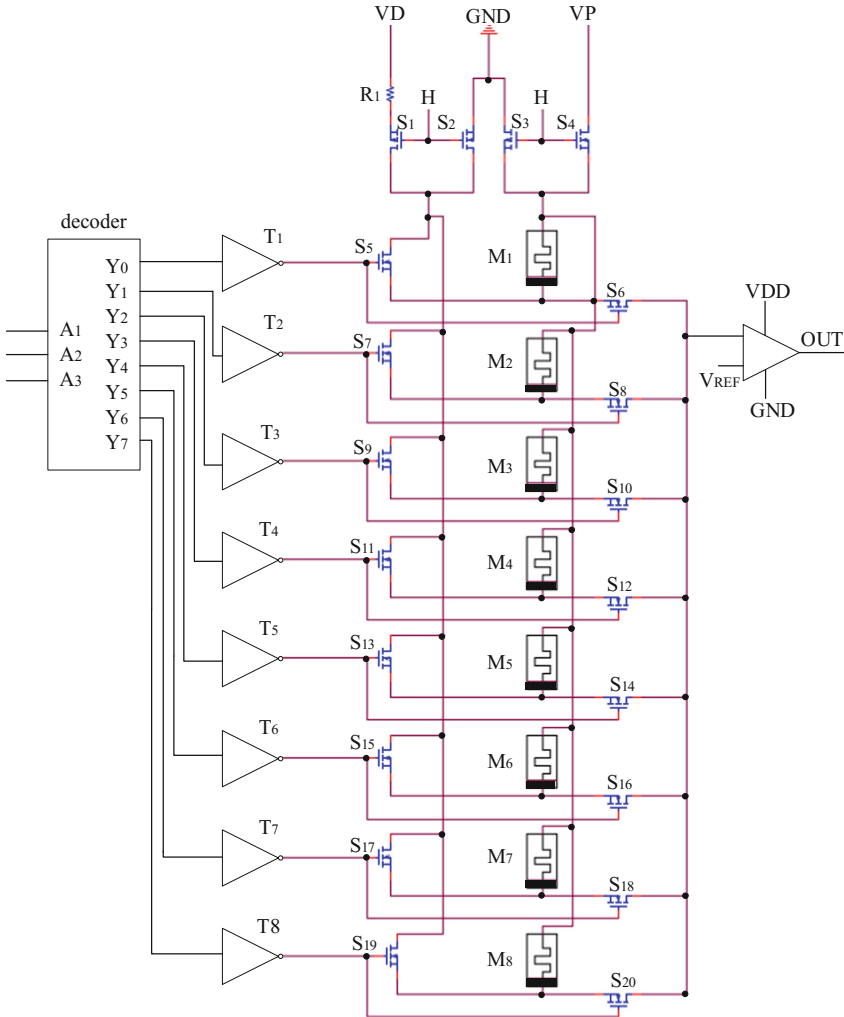 VD GND VP
R1 H H
S1 S2 S3 S4
decoder
T1 S5 M1
Y0
Y1 S6 VDD
A1 Y2 T2
A2 Y3 S7 M2 OUT
A3 Y4 S8 VREF
Y5 GND
Y6 T3
Y7 S9 M3
S10
T4
S11 M4
S12
T5
S13 M5
S14
T6
S15 M6
S16
T7
S17 M7
S18
T8
S19 M8
S20